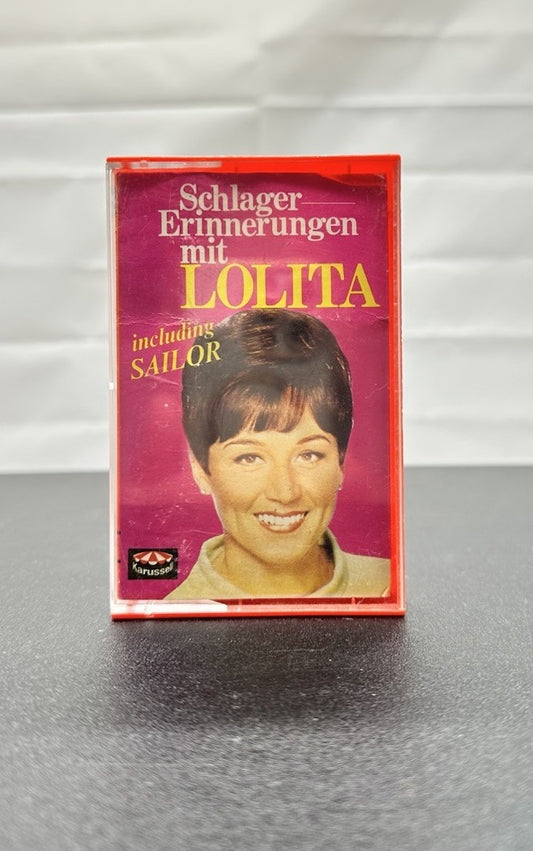 Schlager
Erinnerungen
mit
LOLITA
including
SAILOR
Karussell